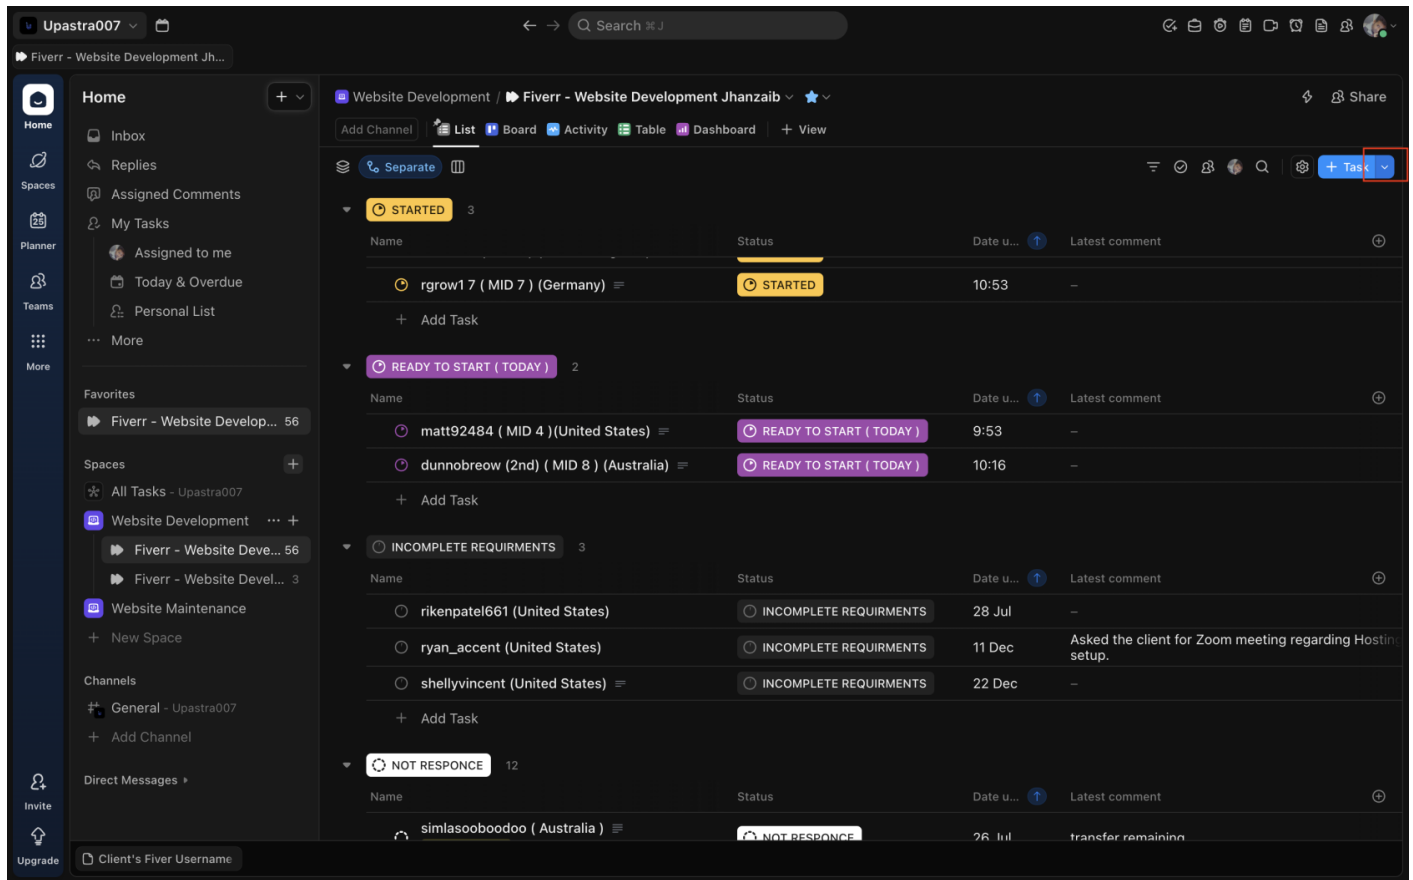 Upastra007
Search ⌘ J
Fiverr - Website Development Jh...
Home
Spaces
Planner
25
Teams
More
Invite
Upgrade
Home
Inbox
Replies
Assigned Comments
My Tasks
Assigned to me
Today & Overdue
Personal List
More
Favorites
Fiverr - Website Develop... 56
Spaces
All Tasks - Upastra007
Website Development
Fiverr - Website Deve... 56
Fiverr - Website Devel... 3
Website Maintenance
New Space
Channels
General - Upastra007
Add Channel
Direct Messages
Client's Fiver Username
Website Development / Fiverr - Website Development Jhanzaib
Share
Add Channel List Board Activity Table Dashboard + View
Separate
+ Task
STARTED 3
Name Status Date u... Latest comment
rgrow1 7 ( MID 7 ) (Germany) STARTED 10:53 –
+ Add Task
READY TO START ( TODAY ) 2
Name Status Date u... Latest comment
matt92484 ( MID 4 )(United States) READY TO START ( TODAY ) 9:53 –
dunnobreow (2nd) ( MID 8 ) (Australia) READY TO START ( TODAY ) 10:16 –
+ Add Task
INCOMPLETE REQUIRMENTS 3
Name Status Date u... Latest comment
rikenpatel661 (United States) INCOMPLETE REQUIRMENTS 28 Jul –
ryan_accent (United States) INCOMPLETE REQUIRMENTS 11 Dec Asked the client for Zoom meeting regarding Hosting
setup.
shellyvincent (United States) INCOMPLETE REQUIRMENTS 22 Dec –
+ Add Task
NOT RESPONCE 12
Name Status Date u... Latest comment
simlasooboodoo ( Australia ) NOT RESPONCE 26 Jul transfer remaining